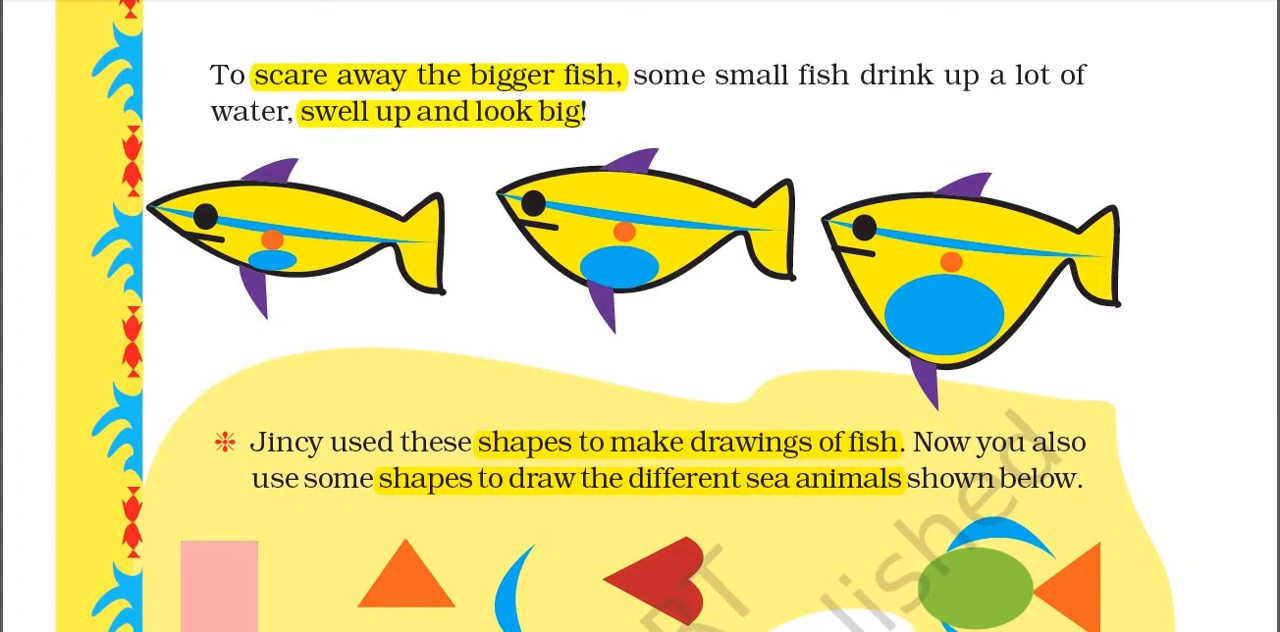 To scare away the bigger fish, some small fish drink up a lot of
water, swell up and look big!
❉ Jincy used these shapes to make drawings of fish. Now you also
use some shapes to draw the different sea animals shown below.